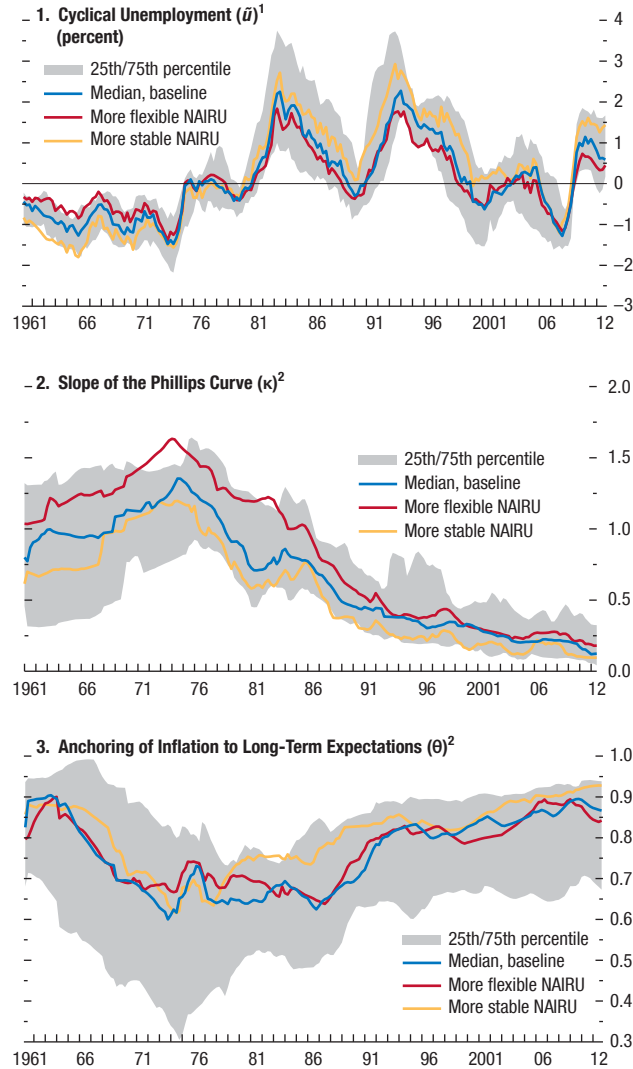 1. Cyclical Unemployment (ũ)¹
(percent)
25th/75th percentile
Median, baseline
More flexible NAIRU
More stable NAIRU
4
3
2
1
0
–1
–2
–3
1961 66 71 76 82 86 91 96 2001 06 12
2. Slope of the Phillips Curve (κ)²
2.0
25th/75th percentile
Median, baseline
More flexible NAIRU
More stable NAIRU
1.5
1.0
0.5
0.0
1961 66 71 76 81 86 91 96 2001 06 12
3. Anchoring of Inflation to Long-Term Expectations (θ)²
1.0
0.9
0.8
0.7
0.6
0.5
0.4
0.3
25th/75th percentile
Median, baseline
More flexible NAIRU
More stable NAIRU
1961 66 71 76 81 86 91 96 2001 06 12